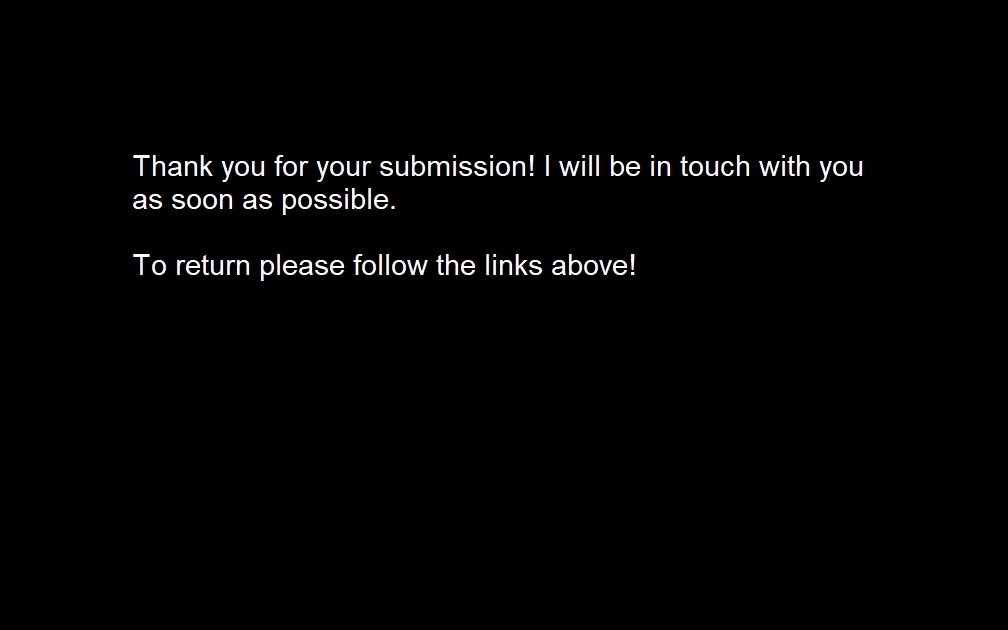 Thank you for your submission! I will be in touch with you
as soon as possible.
To return please follow the links above!